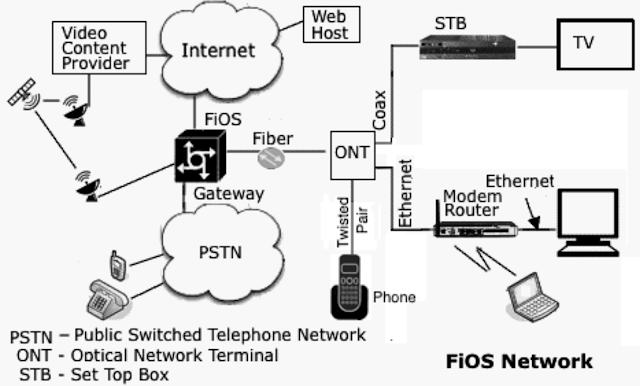 Video
Content
Provider
Internet
Web
Host
STB
TV
FiOS
Fiber
ONT
Coax
Ethernet
Gateway
Modem
Router
Ethernet
Twisted
Pair
PSTN
Phone
PSTN – Public Switched Telephone Network
ONT - Optical Network Terminal
STB - Set Top Box
FiOS Network